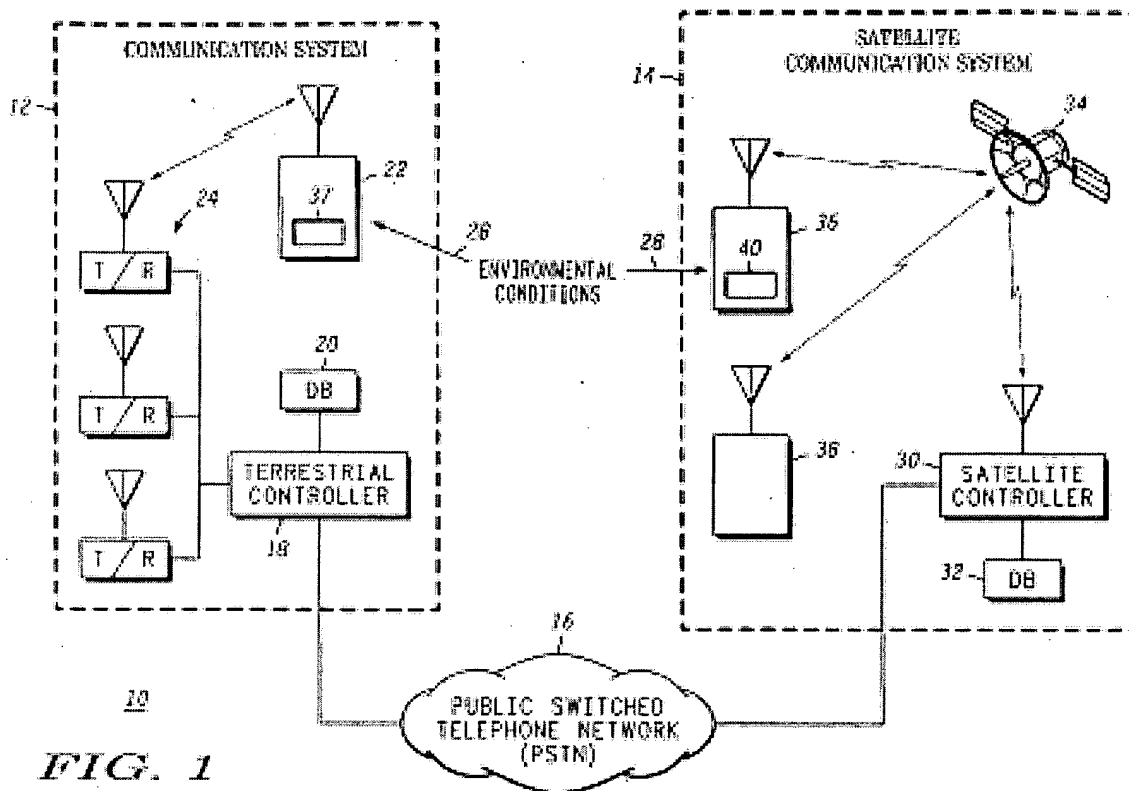 COMMUNICATION SYSTEM
12
22
37
24
26
T / R
T / R
T / R
20
DB
TERRESTRIAL
CONTROLLER
18
ENVIRONMENTAL
CONDITIONS
28
SATELLITE
COMMUNICATION SYSTEM
14
34
36
40
38
30
SATELLITE
CONTROLLER
32
DB
16
PUBLIC SWITCHED
TELEPHONE NETWORK
(PSTN)
10
FIG. 1